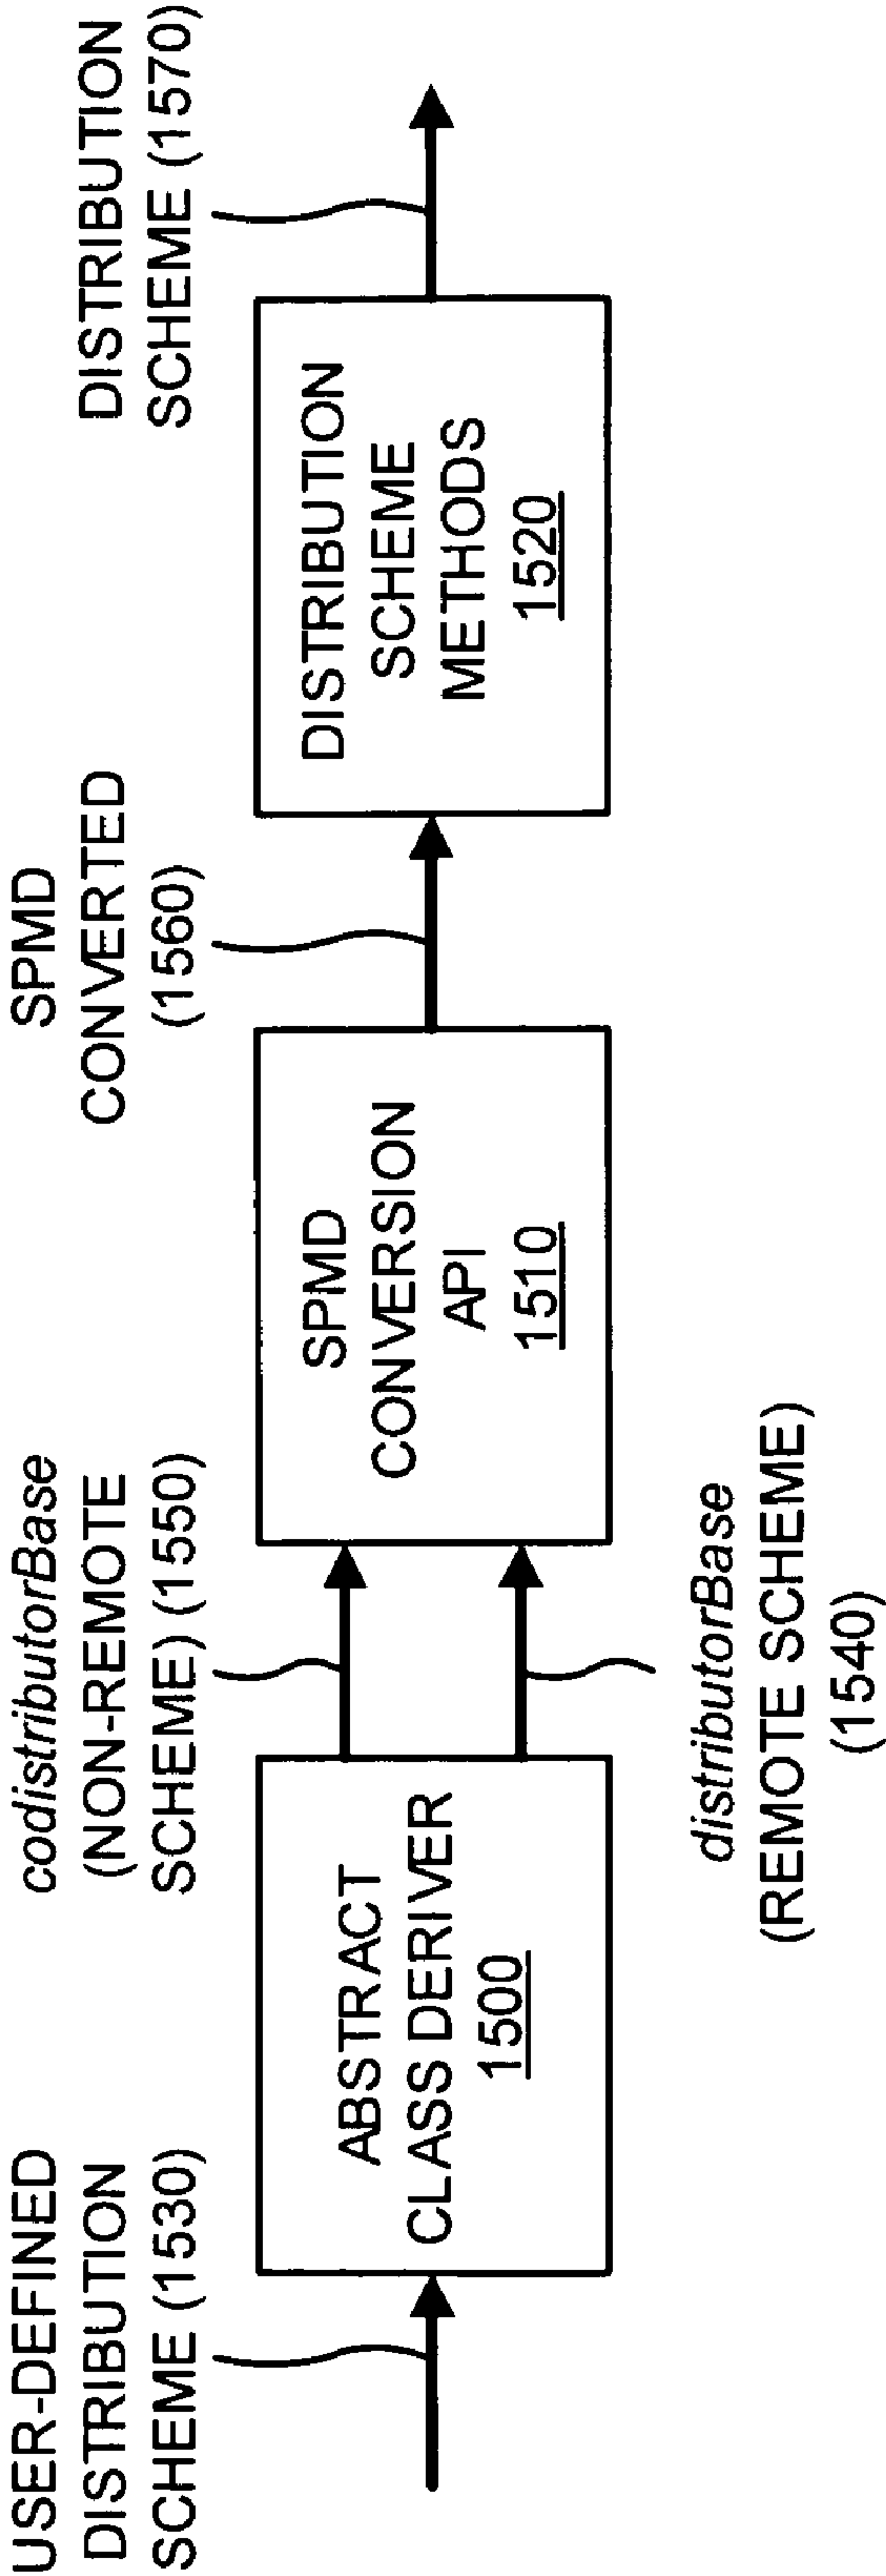 USER-DEFINED
DISTRIBUTION
SCHEME (1530)
ABSTRACT
CLASS DERIVER
1500
codistributorBase
(NON-REMOTE
SCHEME) (1550)
distributorBase
(REMOTE SCHEME)
(1540)
SPMD
CONVERSION
API
1510
SPMD
CONVERTED
(1560)
DISTRIBUTION
SCHEME
METHODS
1520
DISTRIBUTION
SCHEME (1570)